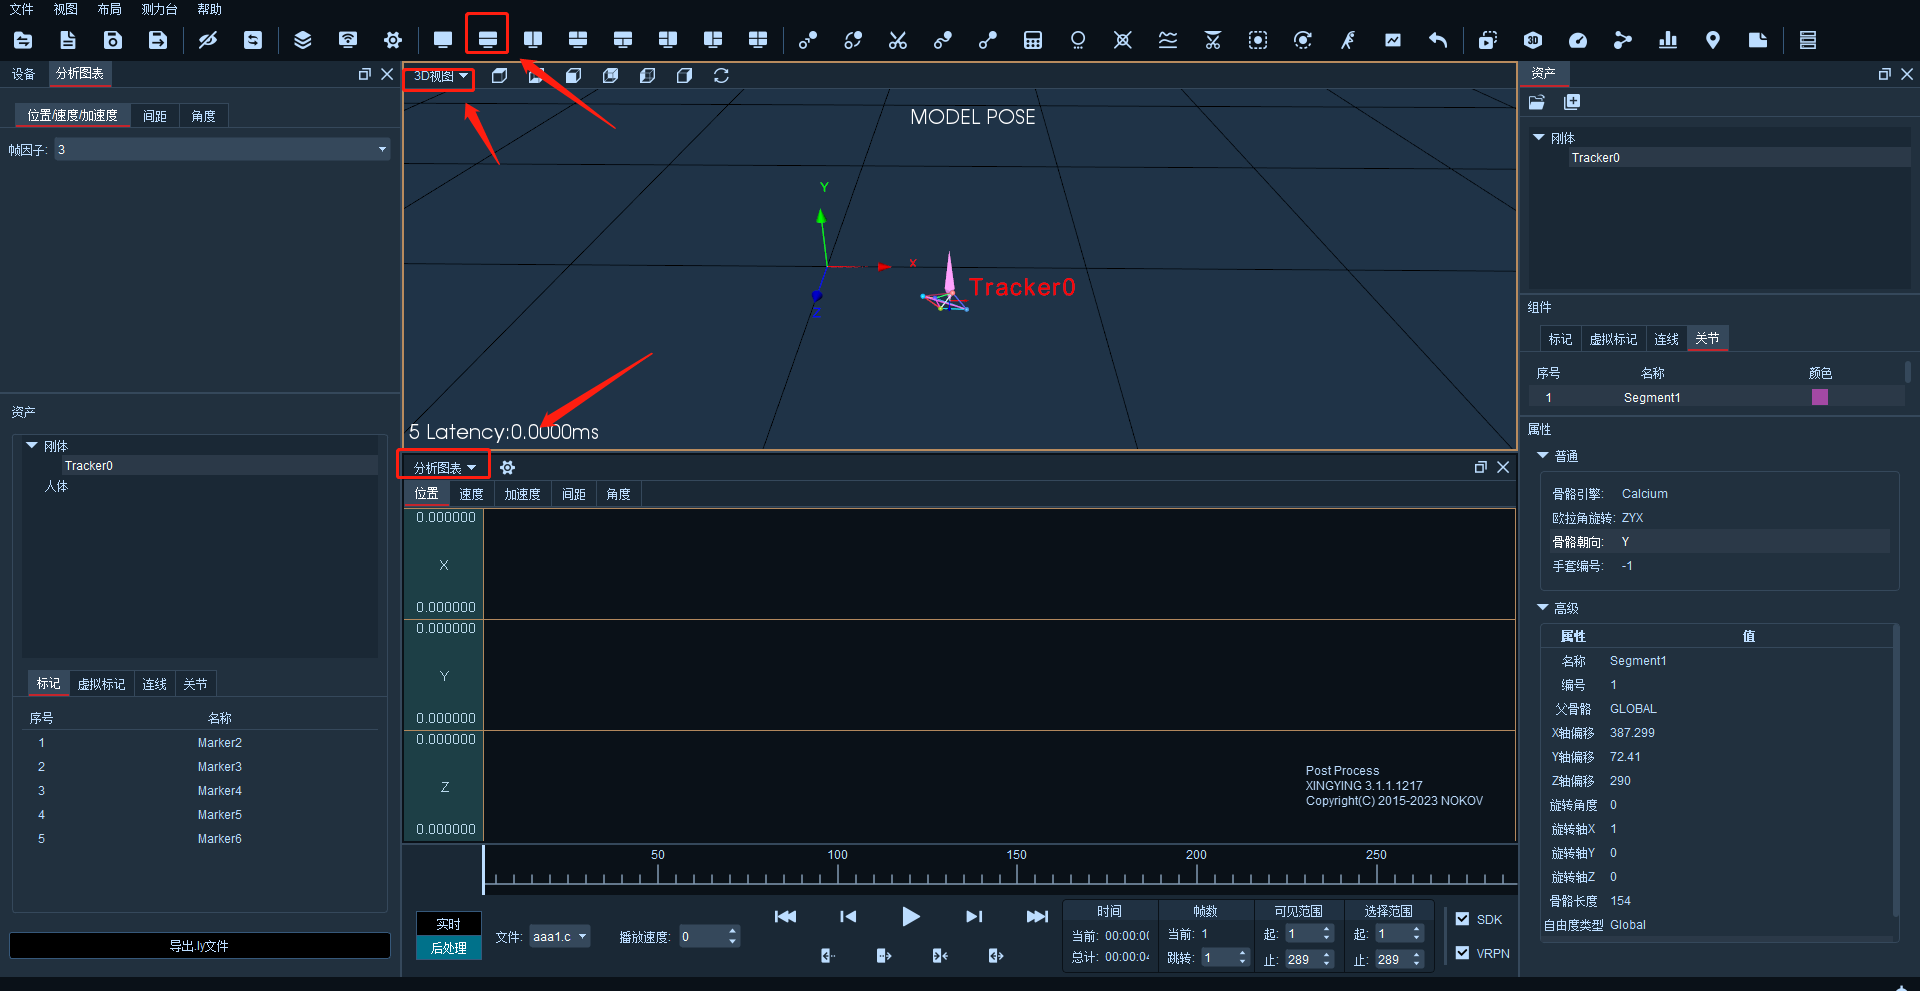 文件 视图 布局 测力台 帮助
设备 分析图表
位置/速度/加速度 间距 角度
帧因子: 3
资产
刚体
Tracker0
人体
标记 虚拟标记 连线 关节
序号 名称
1 Marker2
2 Marker3
3 Marker4
4 Marker5
5 Marker6
导出.ly文件
3D视图
MODEL POSE
Y
X
Z
Tracker0
5 Latency:0.0000ms
分析图表
位置 速度 加速度 间距 角度
0.000000
X
0.000000
0.000000
Y
0.000000
0.000000
Z
0.000000
Post Process
XINGYING 3.1.1.1217
Copyright(C) 2015-2023 NOKOV
50 100 150 200 250
实时
后处理
文件: aaa1.c
播放速度: 0
时间 帧数 可见范围 选择范围
当前: 00:00:00 当前: 1 起: 1 起: 1
总计: 00:00:04 跳转: 1 止: 289 止: 289
SDK
VRPN
资产
3D
刚体
Tracker0
组件
标记 虚拟标记 连线 关节
序号 名称 颜色
1 Segment1
属性
普通
骨骼引擎: Calcium
欧拉角旋转: ZYX
骨骼朝向: Y
手套编号: -1
高级
属性 值
名称 Segment1
编号 1
父骨骼 GLOBAL
X轴偏移 387.299
Y轴偏移 72.41
Z轴偏移 290
旋转角度 0
旋转轴X 1
旋转轴Y 0
旋转轴Z 0
骨骼长度 154
自由度类型 Global